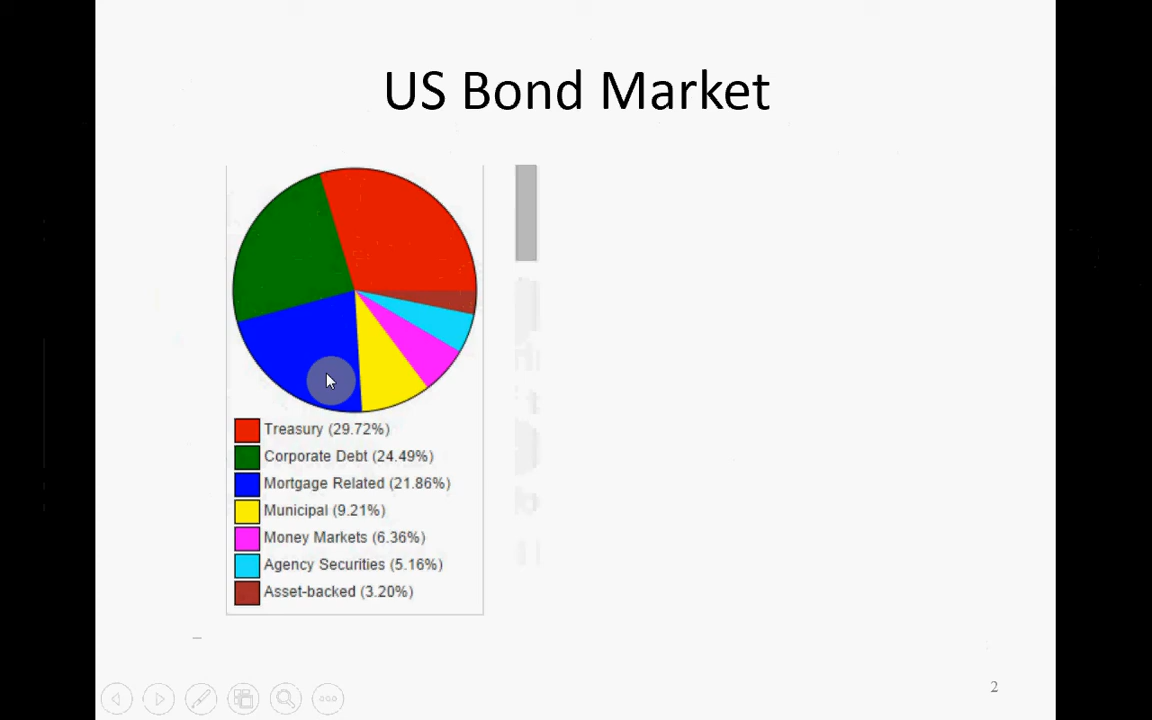 US Bond Market
Treasury (29.72%)
Corporate Debt (24.49%)
Mortgage Related (21.86%)
Municipal (9.21%)
Money Markets (6.36%)
Agency Securities (5.16%)
Asset-backed (3.20%)
2